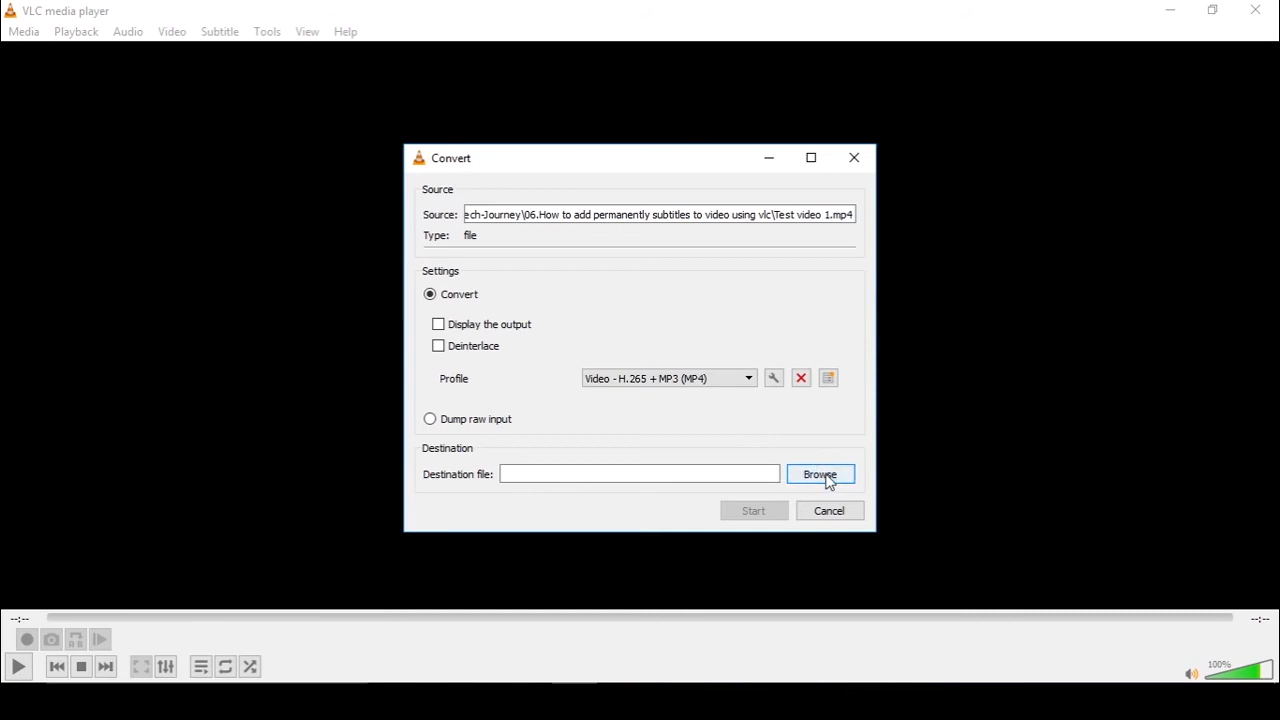 VLC media player
Media Playback Audio Video Subtitle Tools View Help
Convert
Source
Source: ech-Journey\06.How to add permanently subtitles to video using vlc\Test video 1.mp4
Type: file
Settings
Convert
Display the output
Deinterlace
Profile Video - H.265 + MP3 (MP4)
Dump raw input
Destination
Destination file: Browse
Start Cancel
--:-- --:--
100%